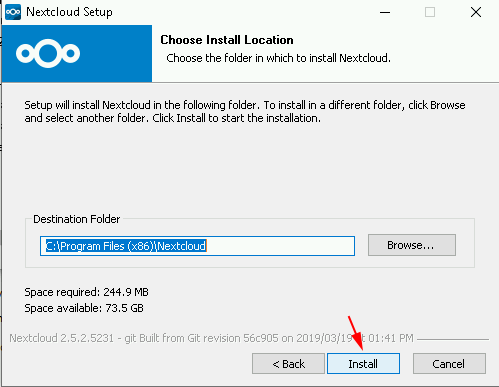 Nextcloud Setup
Choose Install Location
Choose the folder in which to install Nextcloud.
Setup will install Nextcloud in the following folder. To install in a different folder, click Browse
and select another folder. Click Install to start the installation.
Destination Folder
C:\Program Files (x86)\Nextcloud
Browse...
Space required: 244.9 MB
Space available: 73.5 GB
Nextcloud 2.5.2.5231 - git Built from Git revision 56c905 on 2019/03/19 at 01:41 PM
< Back
Install
Cancel